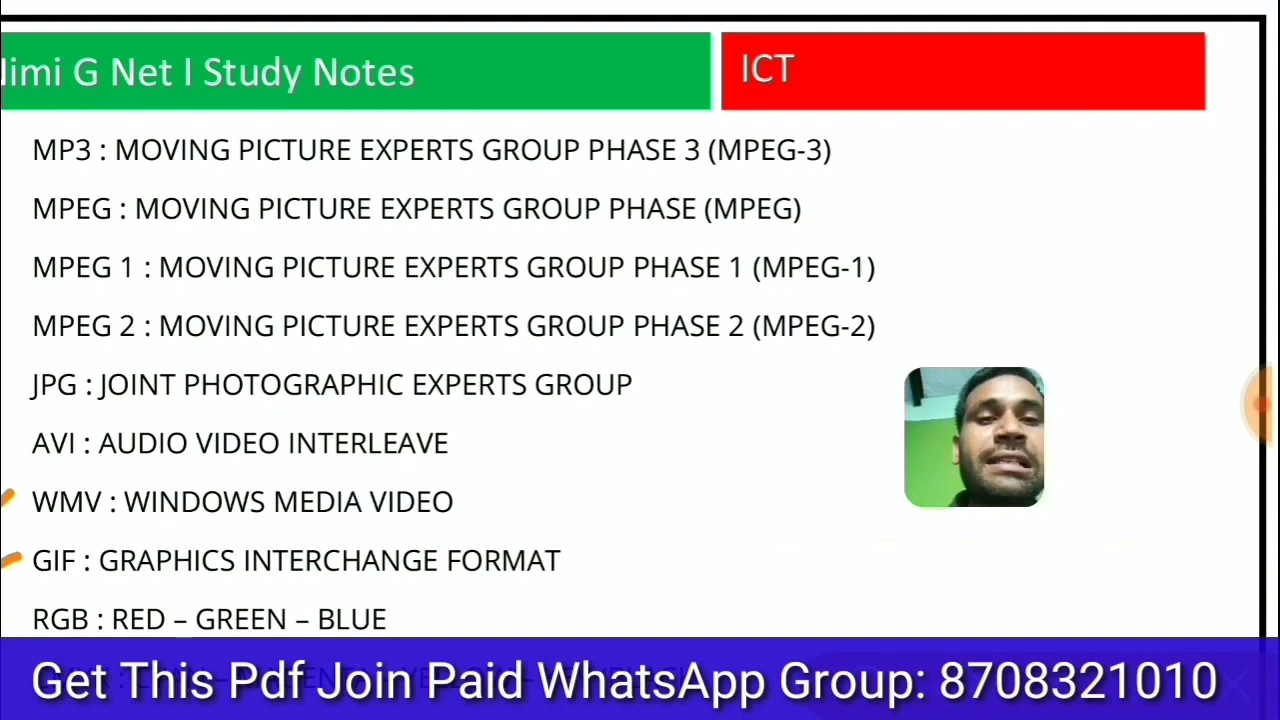 imi G Net I Study Notes
ICT
MP3 : MOVING PICTURE EXPERTS GROUP PHASE 3 (MPEG-3)
MPEG : MOVING PICTURE EXPERTS GROUP PHASE (MPEG)
MPEG 1 : MOVING PICTURE EXPERTS GROUP PHASE 1 (MPEG-1)
MPEG 2 : MOVING PICTURE EXPERTS GROUP PHASE 2 (MPEG-2)
JPG : JOINT PHOTOGRAPHIC EXPERTS GROUP
AVI : AUDIO VIDEO INTERLEAVE
WMV : WINDOWS MEDIA VIDEO
GIF : GRAPHICS INTERCHANGE FORMAT
RGB : RED – GREEN – BLUE
Get This Pdf Join Paid WhatsApp Group: 8708321010